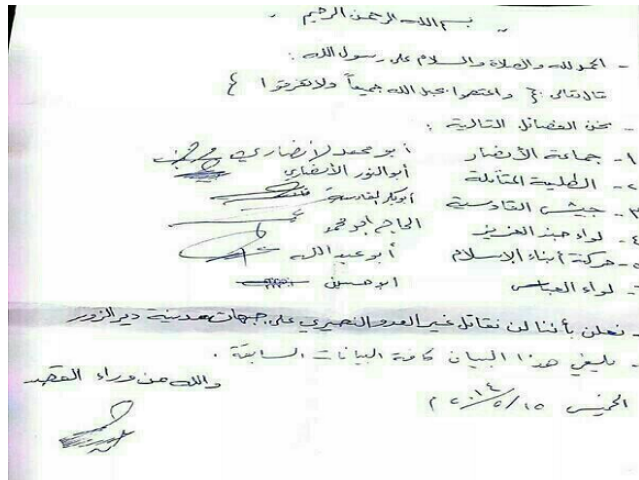 بسم الله الرحمن الرحيم
- الحمد لله والصلاة والسلام على رسول الله :
قال تعالى : { واعتصموا بحبل الله جميعاً ولا تفرقوا }
- نحن الفصائل التالية :
١- جماعة الأنصار أبو محمد الأنصاري
٢- الطلية المقاتلة أبو النور الأنصاري
٣- جيش القادسية أبو بكر القادسية
٤- لواء الحاج أبو محمد
٥- حركة أبناء الإسلام أبو عبد الله
٦- لواء العباس أبو حسين
- نعلن بأننا لن نقاتل غير العدو النصيري على جبهات مدينة دير الزور
- يلغي هذا البيان كافة البيانات السابقة .
والله من وراء القصد
الخميس ١٥/٥/٢٠١٤ م